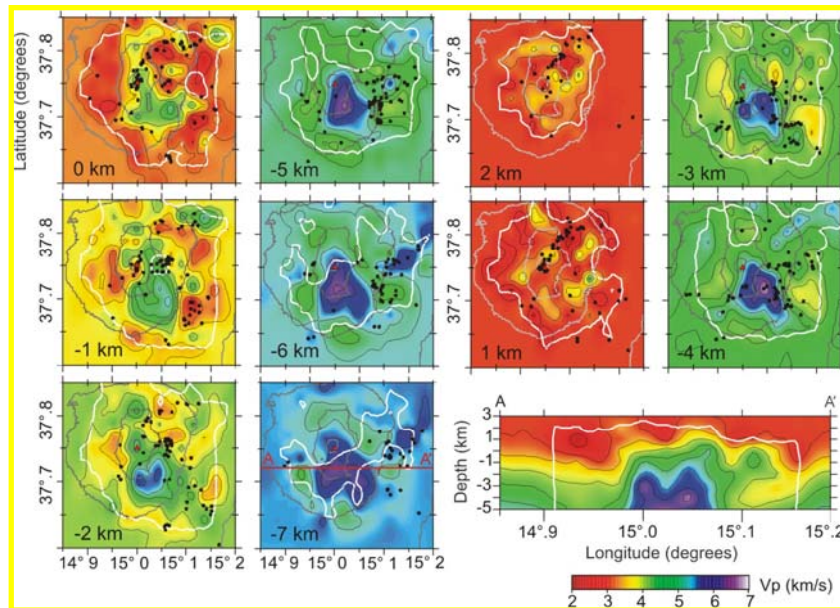 Latitude (degrees)
37°.8
37°.7
0 km
-5 km
37°.8
37°.7
2 km
-3 km
37°.8
37°.7
-1 km
-6 km
37°.8
37°.7
1 km
-4 km
37°.8
37°.7
-2 km
A
A'
-7 km
14° 9
15° 0
15° 1
15° 2
14° 9
15° 0
15° 1
15° 2
A
A'
Depth (km)
3
1
-1
-3
-5
14°.9
15°.0
15°.1
15°.2
Longitude (degrees)
Vp (km/s)
2
3
4
5
6
7